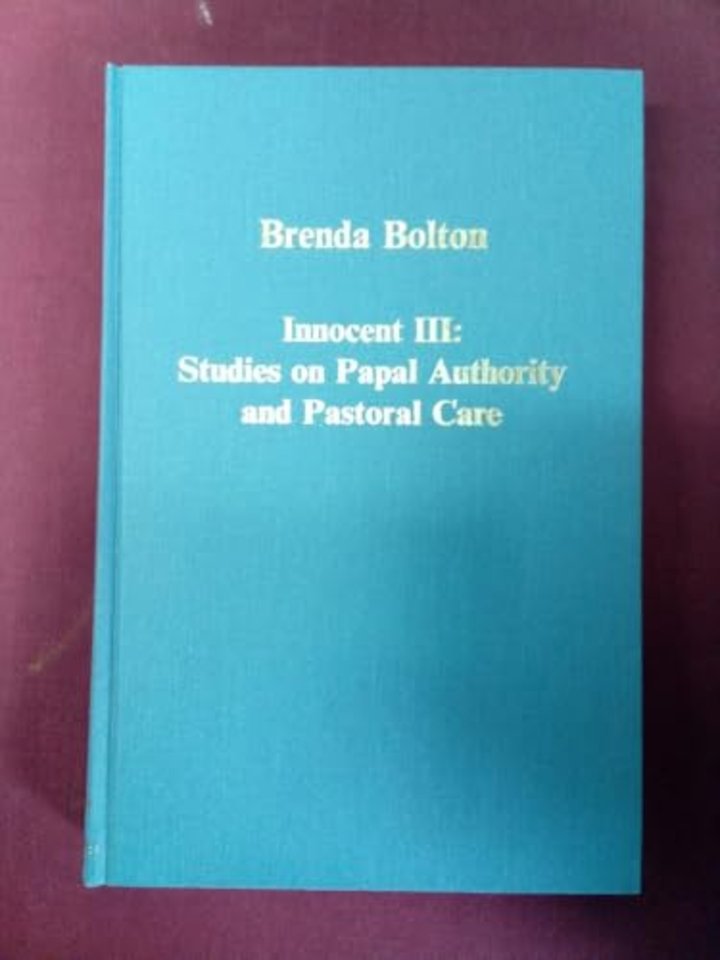 Brenda Bolton
Innocent III:
Studies on Papal Authority
and Pastoral Care